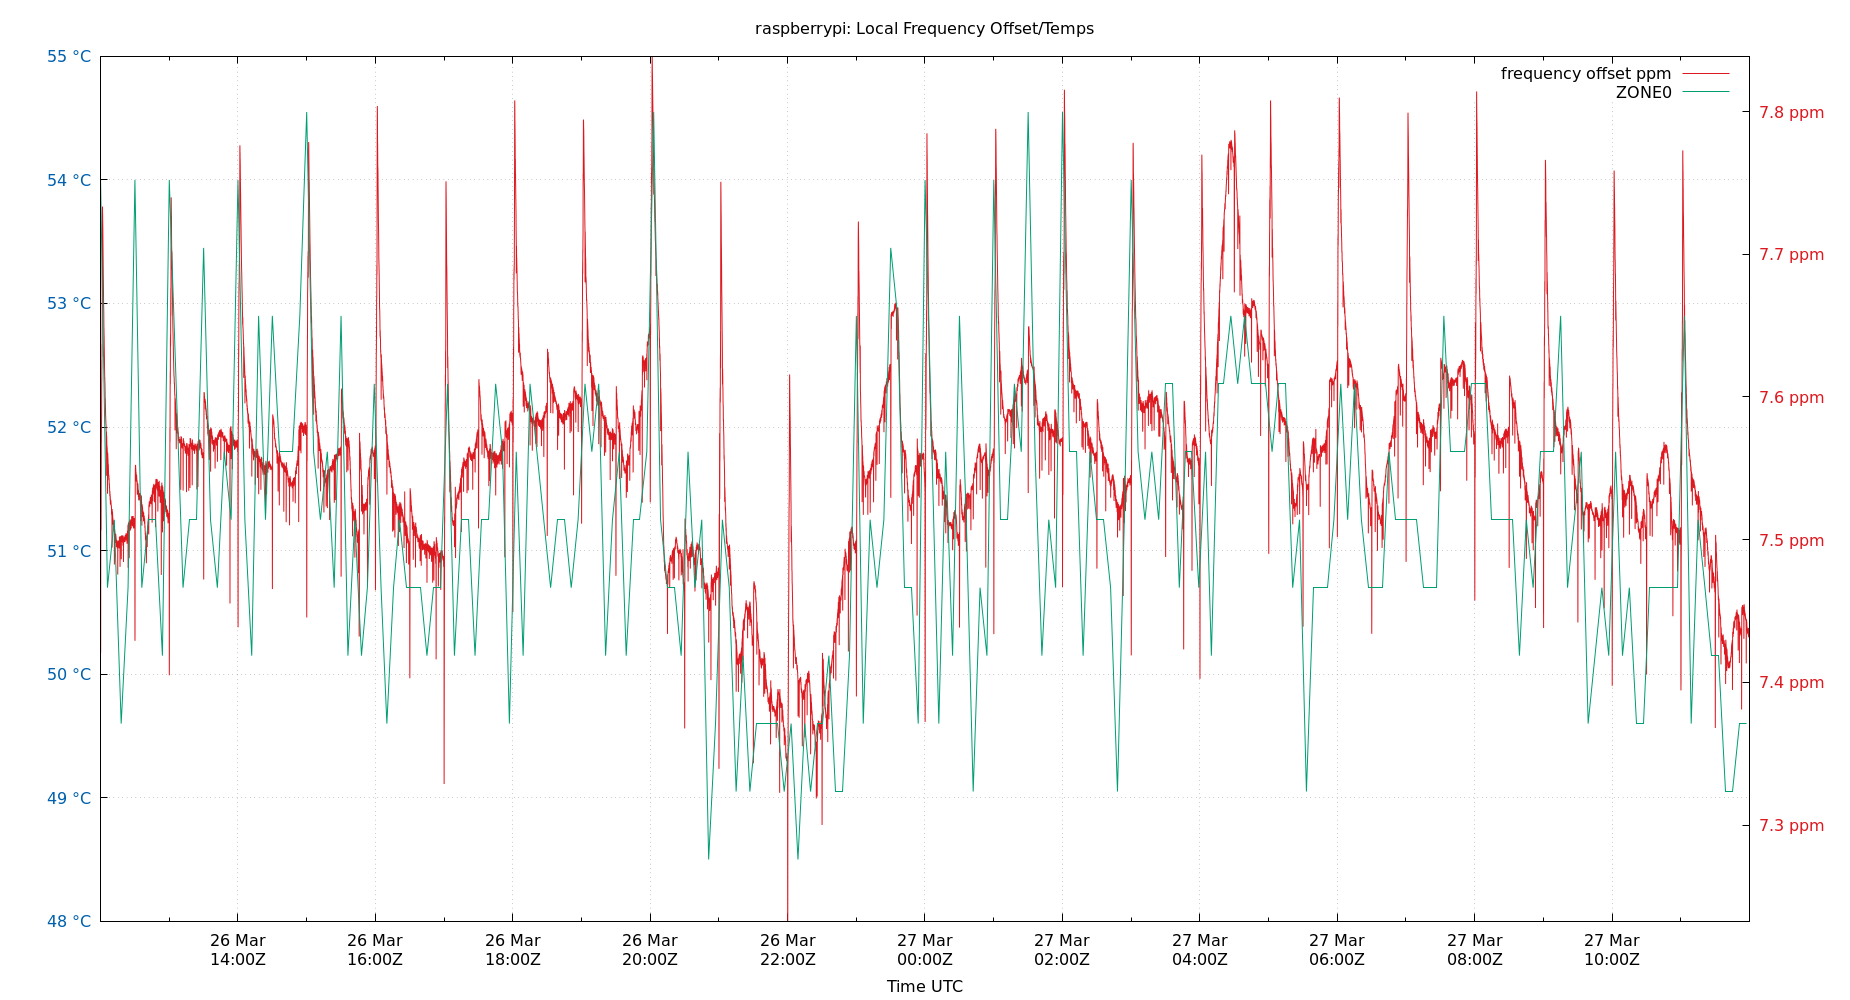 raspberrypi: Local Frequency Offset/Temps
55 °C
54 °C
53 °C
52 °C
51 °C
50 °C
49 °C
48 °C
frequency offset ppm
ZONE0
7.8 ppm
7.7 ppm
7.6 ppm
7.5 ppm
7.4 ppm
7.3 ppm
26 Mar
14:00Z
26 Mar
16:00Z
26 Mar
18:00Z
26 Mar
20:00Z
26 Mar
22:00Z
27 Mar
00:00Z
27 Mar
02:00Z
27 Mar
04:00Z
27 Mar
06:00Z
27 Mar
08:00Z
27 Mar
10:00Z
Time UTC